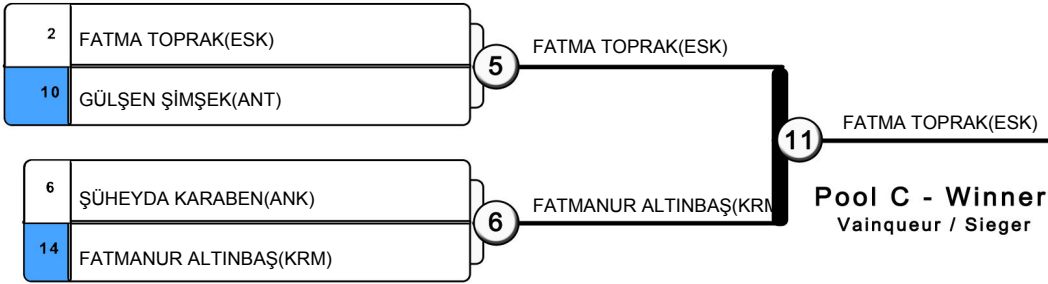 2
FATMA TOPRAK(ESK)
10
GÜLŞEN ŞİMŞEK(ANT)
5
FATMA TOPRAK(ESK)
6
ŞÜHEYDA KARABEN(ANK)
14
FATMANUR ALTINBAŞ(KRM)
6
FATMANUR ALTINBAŞ(KRM
11
FATMA TOPRAK(ESK)
Pool C - Winner
Vainqueur / Sieger